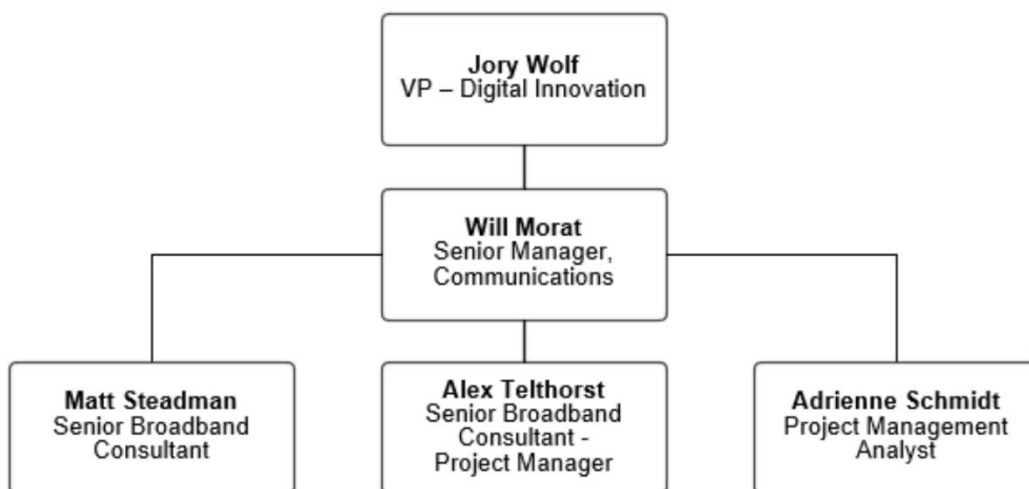 Jory Wolf
VP – Digital Innovation
Will Morat
Senior Manager,
Communications
Matt Steadman
Senior Broadband
Consultant
Alex Telthorst
Senior Broadband
Consultant -
Project Manager
Adrienne Schmidt
Project Management
Analyst